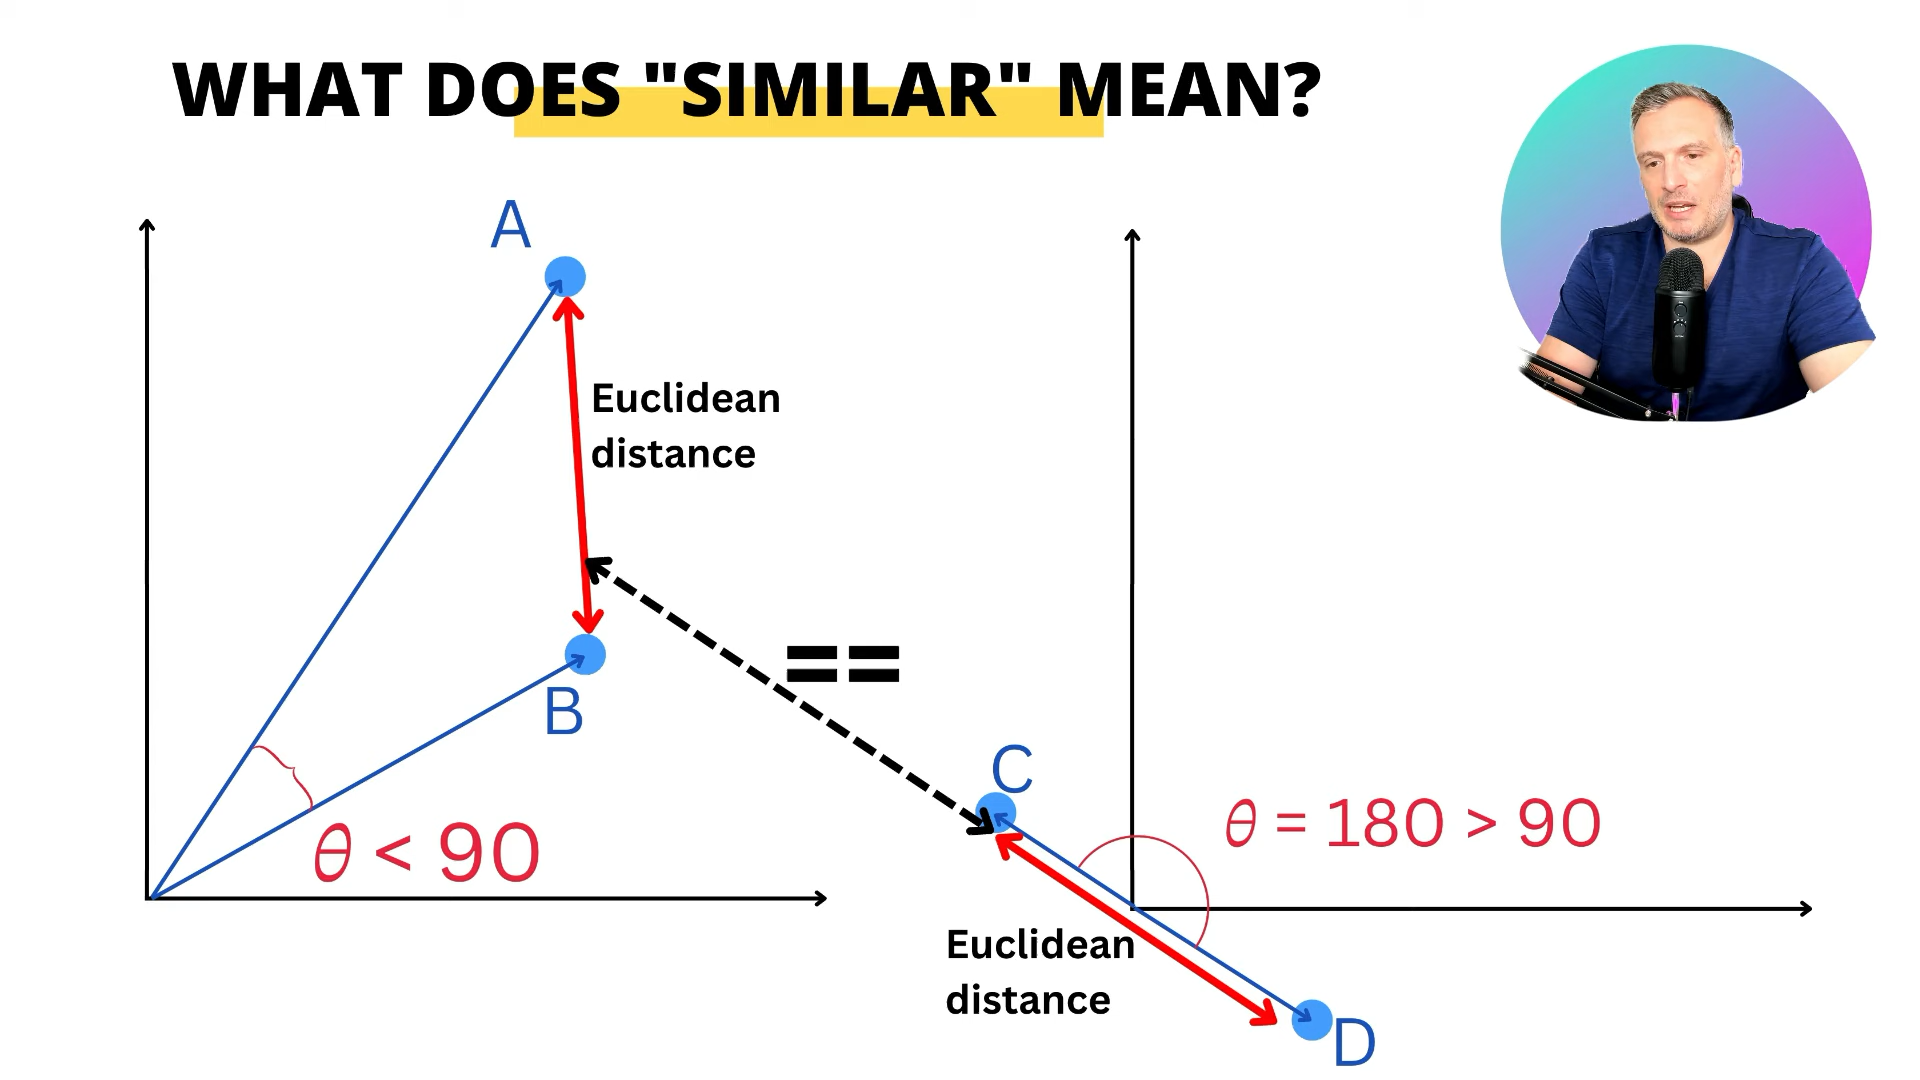 WHAT DOES "SIMILAR" MEAN?
A
Euclidean
distance
B
θ < 90
==
C
θ = 180 > 90
Euclidean
distance
D